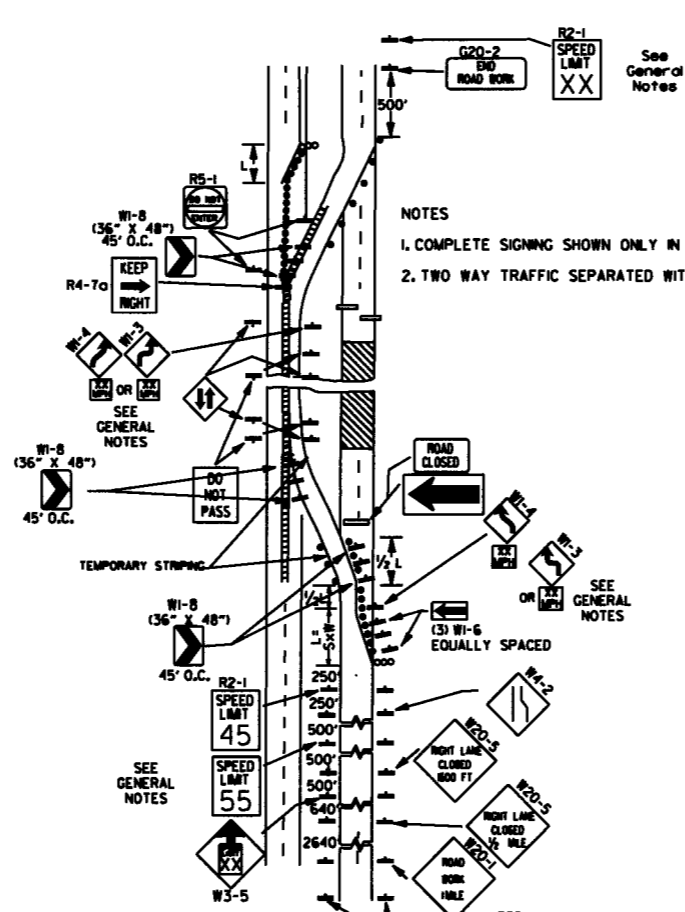 R2-1
SPEED
LIMIT
XX
See
General
Notes
G20-2
END
ROAD WORK
500'
L
R5-1
DO NOT
ENTER
W1-8
(36" X 48")
45' O.C.
NOTES
1. COMPLETE SIGNING SHOWN ONLY IN
2. TWO WAY TRAFFIC SEPARATED WIT
R4-7a
KEEP
RIGHT
W1-4
W1-3
XX
MPH
OR
XX
MPH
SEE
GENERAL
NOTES
W1-8
(36" X 48")
45' O.C.
DO
NOT
PASS
ROAD
CLOSED
TEMPORARY STRIPING
1/2 L
1/2 L
L=
SxW
W1-4
XX
MPH
W1-3
OR
XX
MPH
SEE
GENERAL
NOTES
W1-8
(36" X 48")
45' O.C.
(3) W1-6
EQUALLY SPACED
R2-1
SPEED
LIMIT
45
250'
250'
500'
500'
500'
640'
2640'
W4-2
SEE
GENERAL
NOTES
SPEED
LIMIT
55
W20-5
RIGHT LANE
CLOSED
1500 FT
W20-5
RIGHT LANE
CLOSED
1/2 MILE
XX
W3-5
W20-1
ROAD
WORK
1 MILE